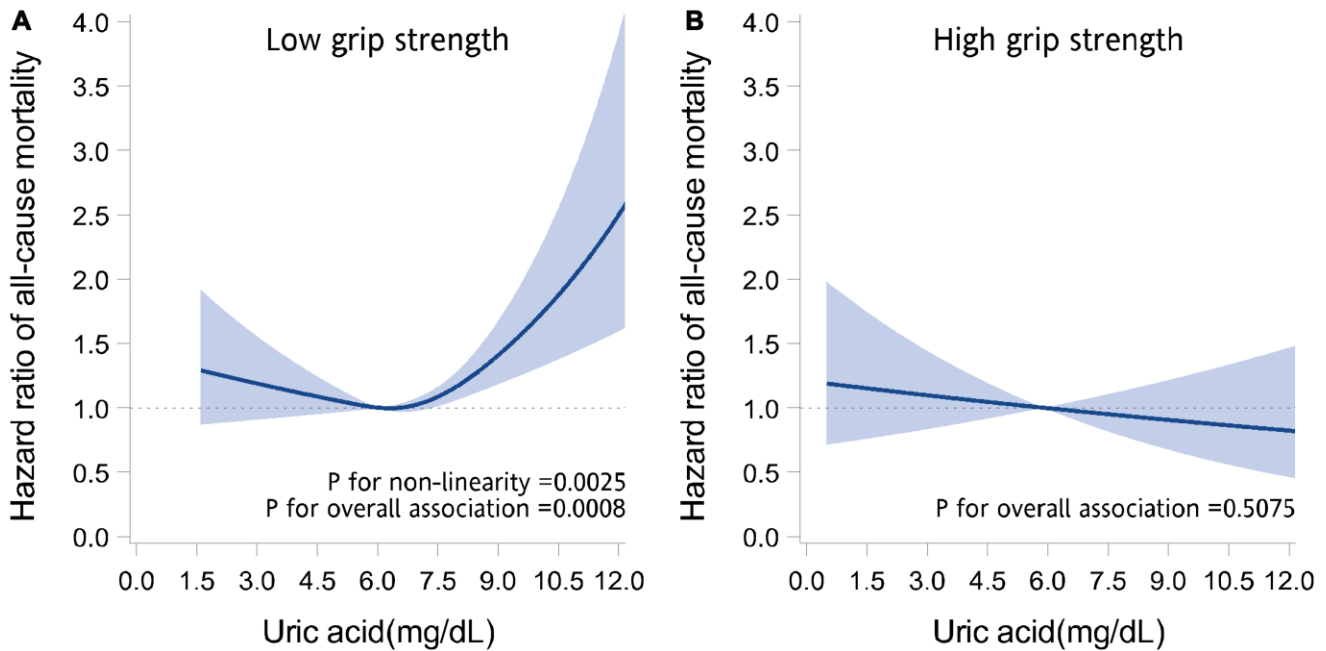 A
Low grip strength
Hazard ratio of all-cause mortality
4.0
3.5
3.0
2.5
2.0
1.5
1.0
0.5
0.0
P for non-linearity =0.0025
P for overall association =0.0008
0.0 1.5 3.0 4.5 6.0 7.5 9.0 10.5 12.0
Uric acid(mg/dL)
B
High grip strength
Hazard ratio of all-cause mortality
4.0
3.5
3.0
2.5
2.0
1.5
1.0
0.5
0.0
P for overall association =0.5075
0.0 1.5 3.0 4.5 6.0 7.5 9.0 10.5 12.0
Uric acid(mg/dL)